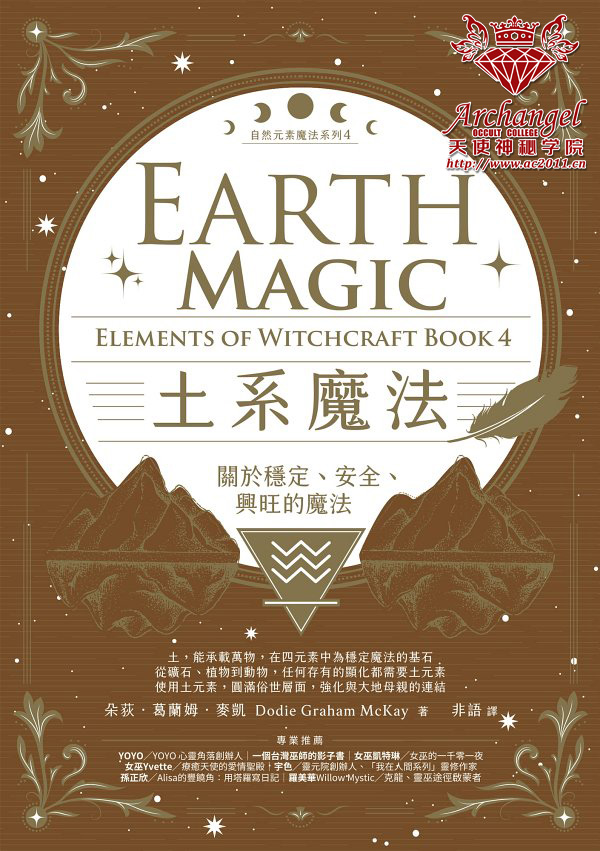 Archangel
OCCULT COLLEGE
天使神秘学院
http://www.ac2011.cn
自然元素魔法系列4
EARTH
MAGIC
ELEMENTS OF WITCHCRAFT BOOK 4
土系魔法
關於穩定、安全、
興旺的魔法
土，能承載萬物，在四元素中為穩定魔法的基石
從礦石、植物到動物，任何存有的顯化都需要土元素
使用土元素，圓滿俗世層面，強化與大地母親的連結
朵荻．葛蘭姆．麥凱 Dodie Graham McKay 著 非語 譯
專業推薦
YOYO／YOYO 心靈角落創辦人｜一個台灣巫師的影子書｜女巫凱特琳／女巫的一千零一夜
女巫Yvette／療癒天使的愛情聖殿，宇色／靈元院創辦人、「我在人間系列」靈修作家
孫正欣／Alisa的豐饒角：用塔羅寫日記｜羅美華Willow Mystic／克龍、靈巫途徑啟蒙者